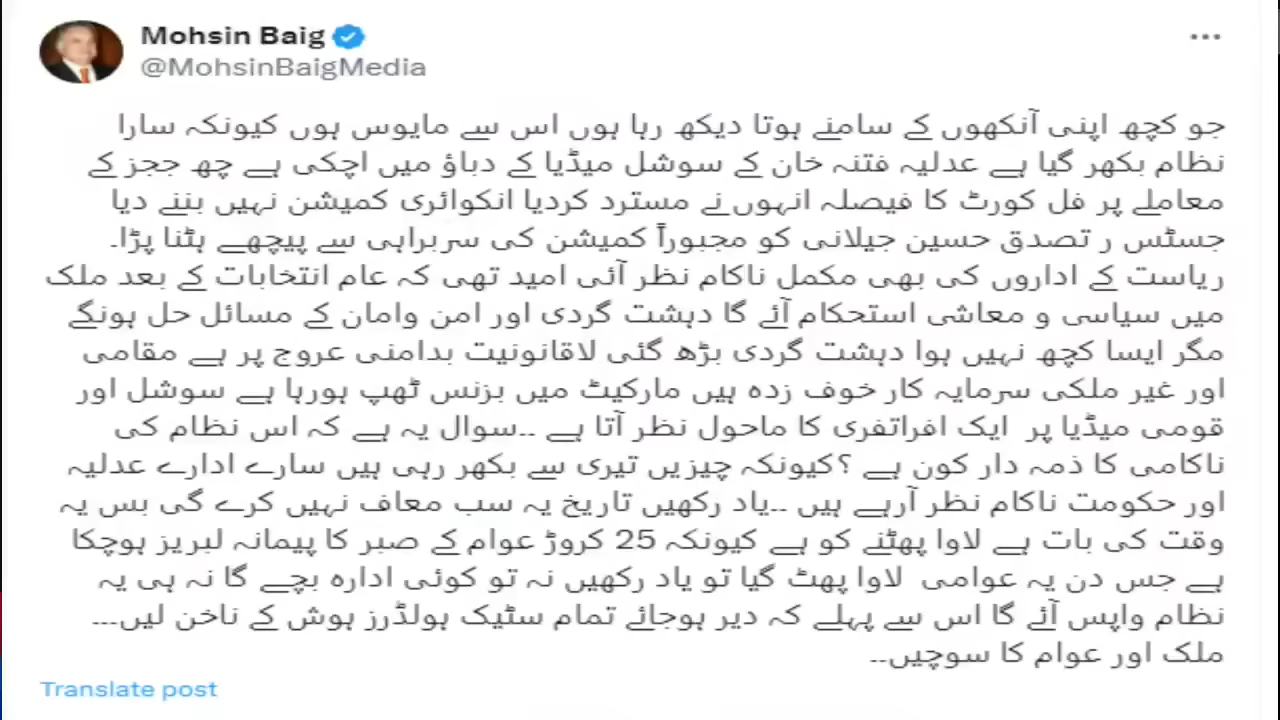 Mohsin Baig
@MohsinBaigMedia
جو کچھ اپنی آنکھوں کے سامنے ہوتا دیکھ رہا ہوں اس سے مایوس ہوں کیونکہ سارا
نظام بکھر گیا ہے عدلیہ فتنہ خان کے سوشل میڈیا کے دباؤ میں اچکی ہے چھ ججز کے
معاملے پر فل کورٹ کا فیصلہ انہوں نے مسترد کردیا انکوائری کمیشن نہیں بننے دیا
جسٹس ر تصدق حسین جیلانی کو مجبوراً کمیشن کی سربراہی سے پیچھے ہٹنا پڑا۔
ریاست کے اداروں کی بھی مکمل ناکام نظر آئی امید تھی کہ عام انتخابات کے بعد ملک
میں سیاسی و معاشی استحکام آئے گا دہشت گردی اور امن وامان کے مسائل حل ہونگے
مگر ایسا کچھ نہیں ہوا دہشت گردی بڑھ گئی لاقانونیت بدامنی عروج پر ہے مقامی
اور غیر ملکی سرمایہ کار خوف زدہ ہیں مارکیٹ میں بزنس ٹھپ ہورہا ہے سوشل اور
قومی میڈیا پر ایک افراتفری کا ماحول نظر آتا ہے ..سوال یہ ہے کہ اس نظام کی
ناکامی کا ذمہ دار کون ہے ؟کیونکہ چیزیں تیری سے بکھر رہی ہیں سارے ادارے عدلیہ
اور حکومت ناکام نظر آرہے ہیں ..یاد رکھیں تاریخ یہ سب معاف نہیں کرے گی بس یہ
وقت کی بات ہے لاوا پھٹنے کو ہے کیونکہ 25 کروڑ عوام کے صبر کا پیمانہ لبریز ہوچکا
ہے جس دن یہ عوامی لاوا پھٹ گیا تو یاد رکھیں نہ تو کوئی ادارہ بچے گا نہ ہی یہ
نظام واپس آئے گا اس سے پہلے کہ دیر ہوجائے تمام سٹیک ہولڈرز ہوش کے ناخن لیں...
ملک اور عوام کا سوچیں..
Translate post